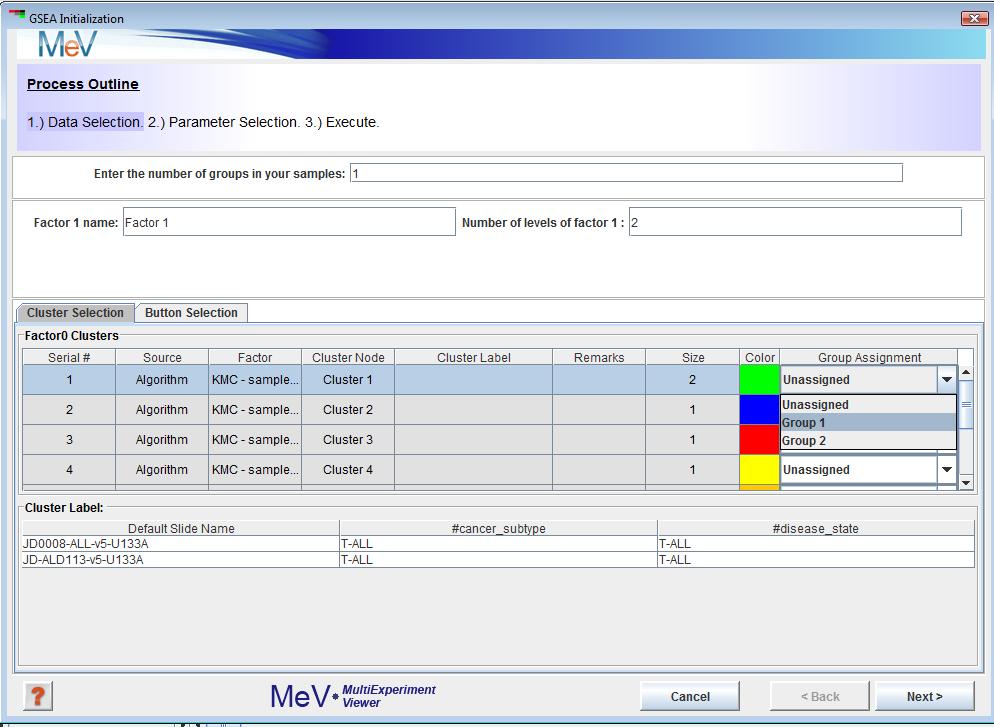 GSEA Initialization
MeV
Process Outline
1.) Data Selection. 2.) Parameter Selection. 3.) Execute.
Enter the number of groups in your samples: 1
Factor 1 name: Factor 1 Number of levels of factor 1 : 2
Cluster Selection Button Selection
Factor0 Clusters
Serial # Source Factor Cluster Node Cluster Label Remarks Size Color Group Assignment
1 Algorithm KMC - sample... Cluster 1 2 Unassigned
2 Algorithm KMC - sample... Cluster 2 1 Unassigned
Group 1
3 Algorithm KMC - sample... Cluster 3 1 Group 2
4 Algorithm KMC - sample... Cluster 4 1 Unassigned
Cluster Label:
Default Slide Name #cancer_subtype #disease_state
JD0008-ALL-v5-U133A T-ALL T-ALL
JD-ALD113-v5-U133A T-ALL T-ALL
? MeV MultiExperiment Viewer Cancel < Back Next >